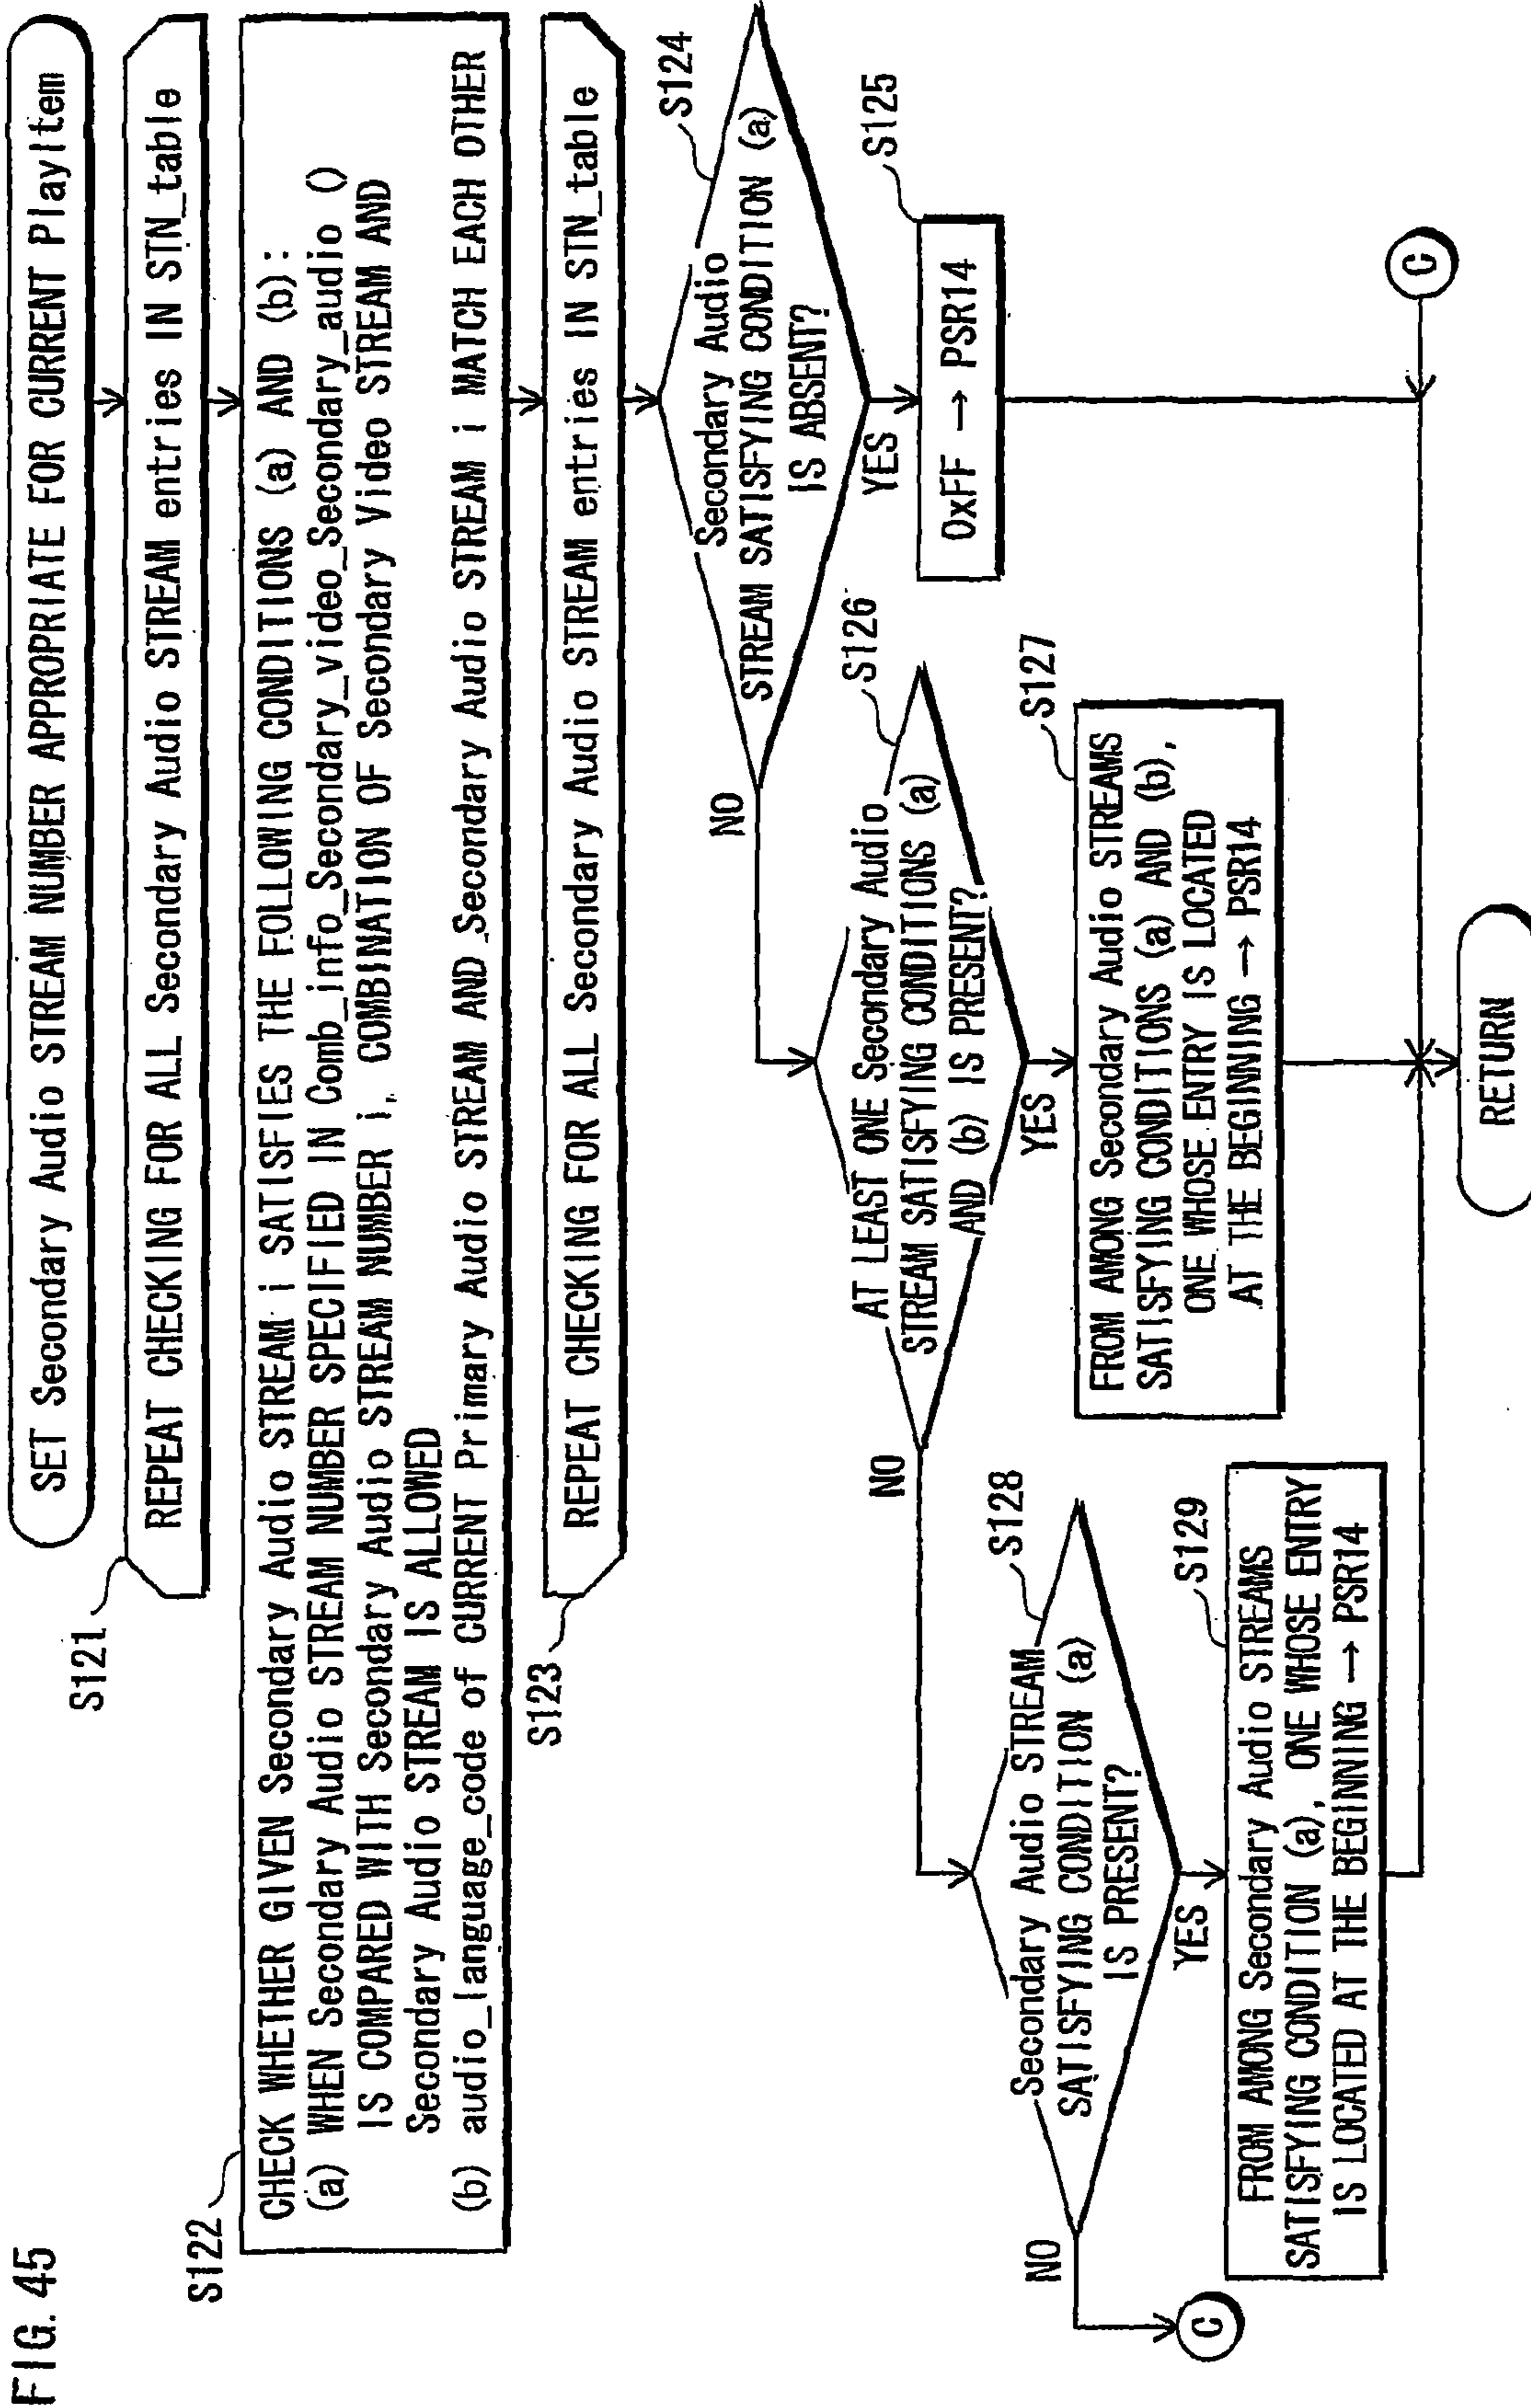 FIG. 45
SET Secondary Audio STREAM NUMBER APPROPRIATE FOR CURRENT PlayItem
S121
REPEAT CHECKING FOR ALL Secondary Audio STREAM entries IN STN_table
S122
CHECK WHETHER GIVEN Secondary Audio STREAM i SATISFIES THE FOLLOWING CONDITIONS (a) AND (b):
(a) WHEN Secondary Audio STREAM NUMBER SPECIFIED IN Comb_info_Secondary_video_Secondary_audio ()
IS COMPARED WITH Secondary Audio STREAM NUMBER i, COMBINATION OF Secondary Video STREAM AND
Secondary Audio STREAM IS ALLOWED
(b) audio_language_code of CURRENT Primary Audio STREAM AND Secondary Audio STREAM i MATCH EACH OTHER
S123
REPEAT CHECKING FOR ALL Secondary Audio STREAM entries IN STN_table
S124
Secondary Audio
STREAM SATISFYING CONDITION (a)
IS ABSENT?
NO
YES
S125
0xFF → PSR14
S126
AT LEAST ONE Secondary Audio
STREAM SATISFYING CONDITIONS (a)
AND (b) IS PRESENT?
NO
YES
S127
FROM AMONG Secondary Audio STREAMS
SATISFYING CONDITIONS (a) AND (b),
ONE WHOSE ENTRY IS LOCATED
AT THE BEGINNING → PSR14
S128
Secondary Audio STREAM
SATISFYING CONDITION (a)
IS PRESENT?
NO
YES
S129
FROM AMONG Secondary Audio STREAMS
SATISFYING CONDITION (a), ONE WHOSE ENTRY
IS LOCATED AT THE BEGINNING → PSR14
C
C
RETURN